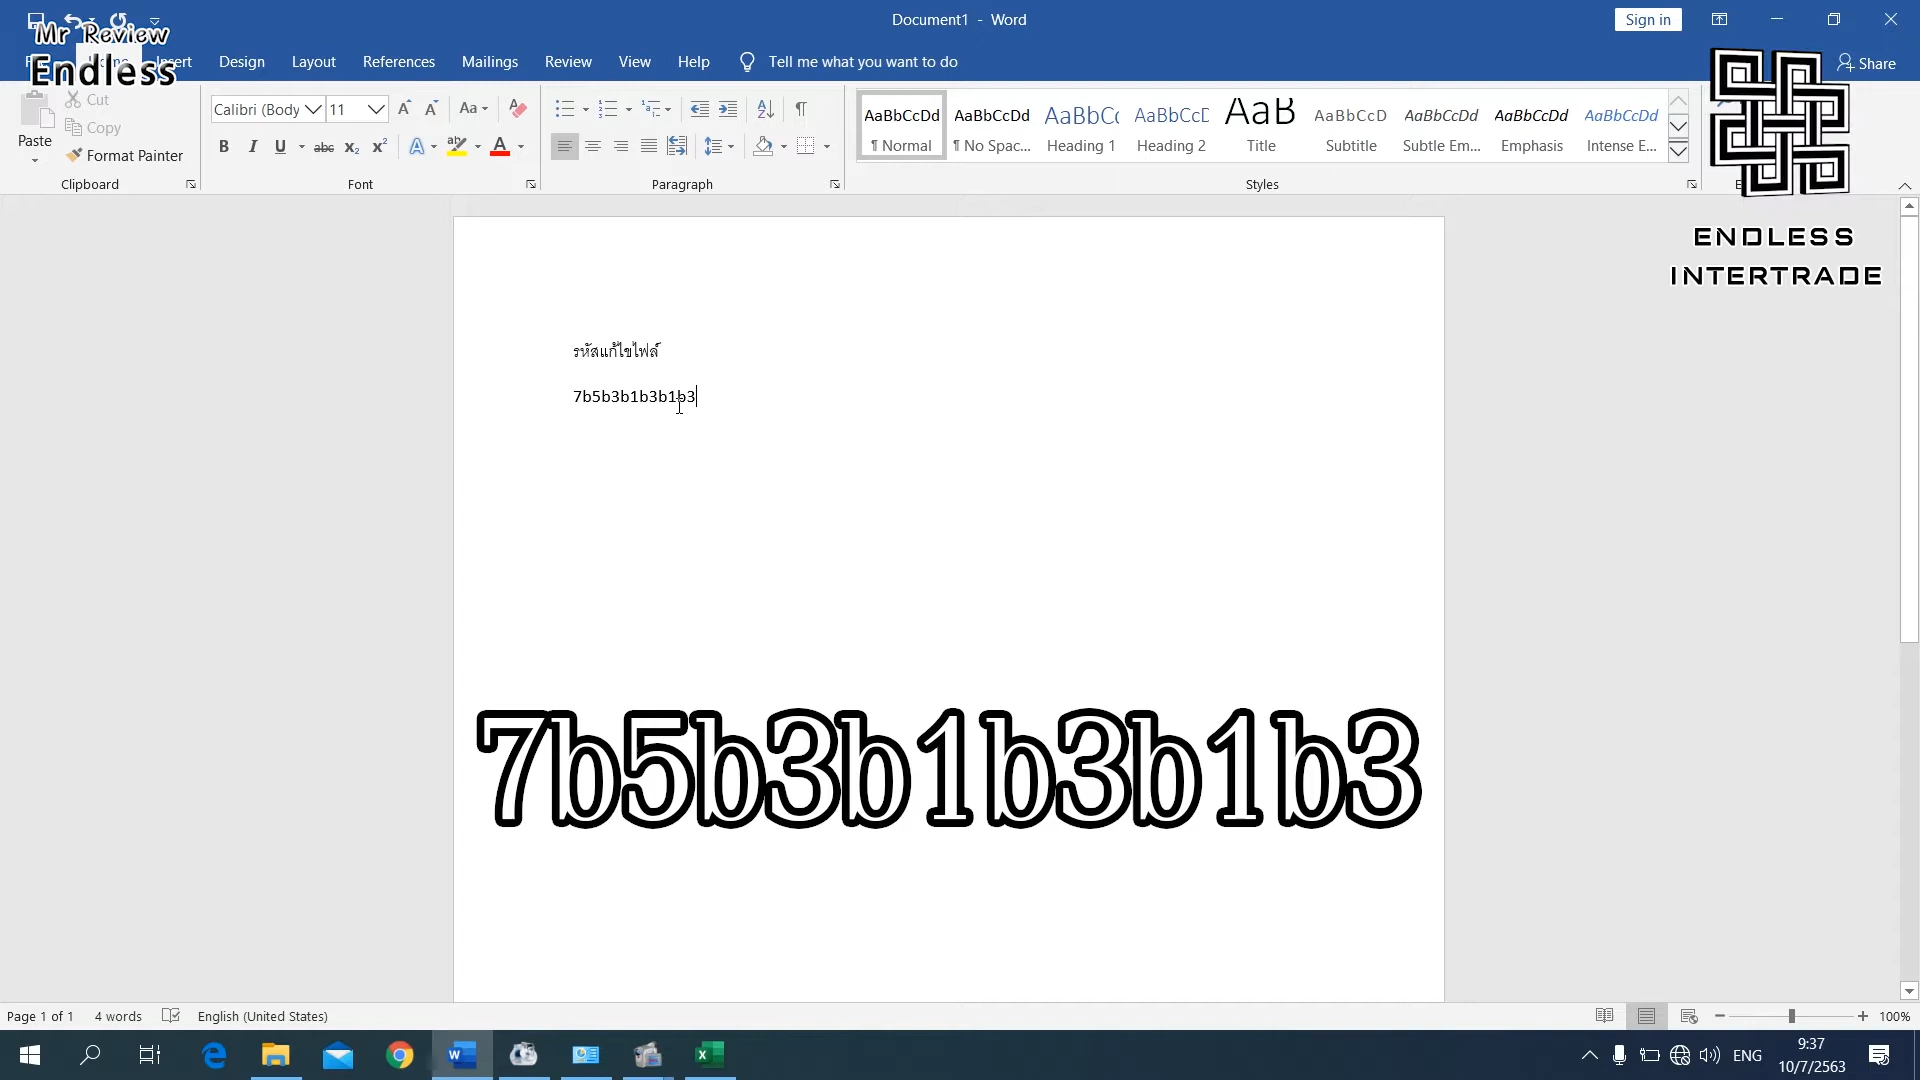 Document1 - Word
Sign in
Mr Review
Endless
Insert
Design
Layout
References
Mailings
Review
View
Help
Tell me what you want to do
Share
Paste
Cut
Copy
Format Painter
Clipboard
Calibri (Body
11
Font
Paragraph
AaBbCcDd
¶ Normal
AaBbCcDd
¶ No Spac...
AaBbCc
Heading 1
AaBbCcD
Heading 2
AaB
Title
AaBbCcD
Subtitle
AaBbCcDd
Subtle Em...
AaBbCcDd
Emphasis
AaBbCcDd
Intense E...
Styles
ENDLESS
INTERTRADE
รหัสแก้ไขไฟล์
7b5b3b1b3b1b3
7b5b3b1b3b1b3
Page 1 of 1
4 words
English (United States)
100%
ENG
9:37
10/7/2563